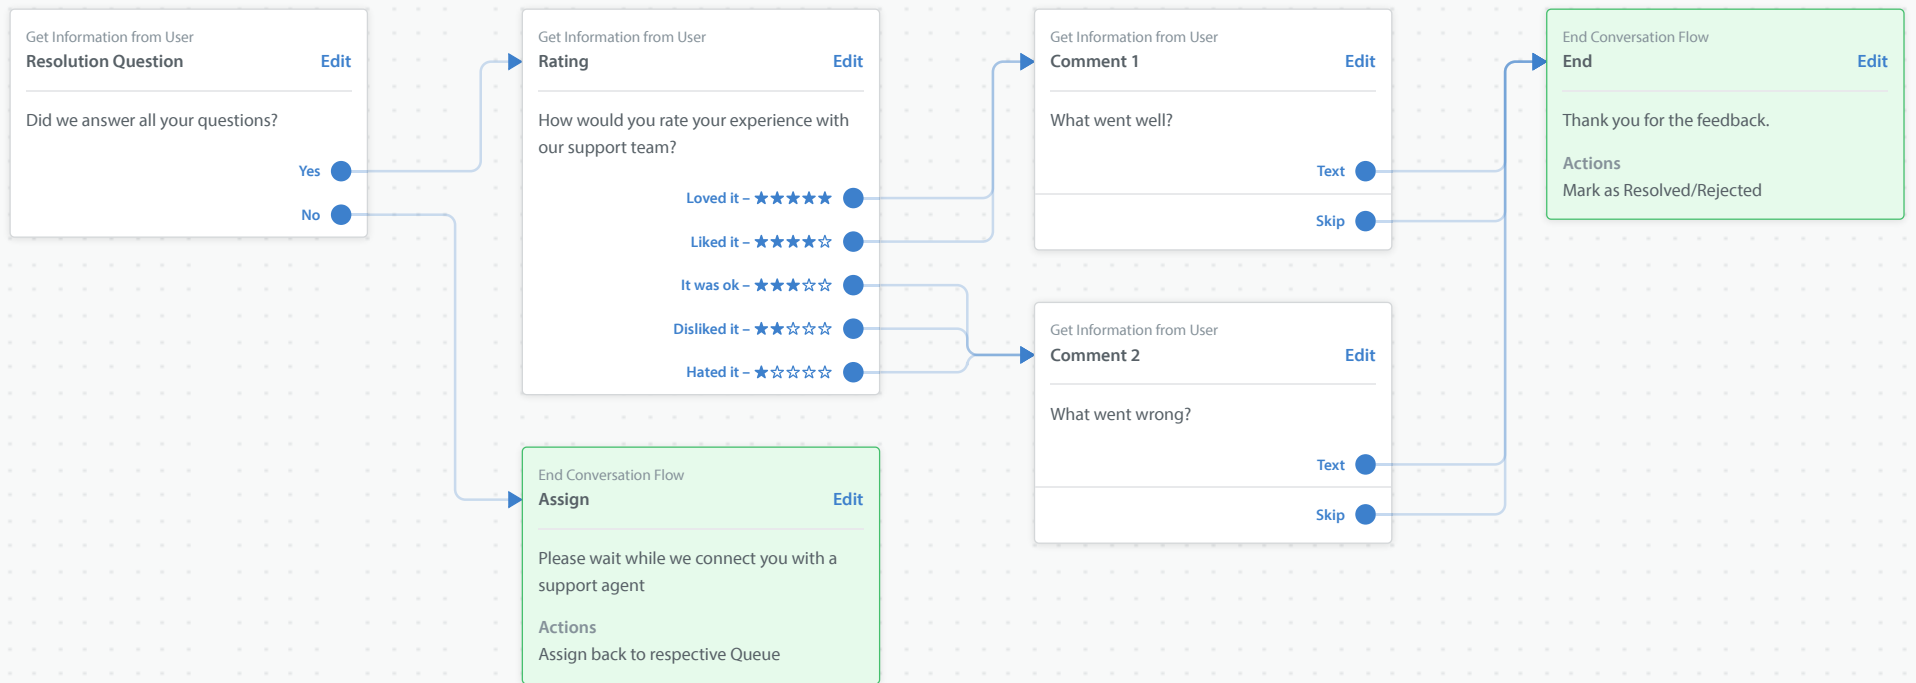 Get Information from User
Resolution Question Edit
Did we answer all your questions?
Yes
No
Get Information from User
Rating Edit
How would you rate your experience with
our support team?
Loved it – ★★★★★
Liked it – ★★★★☆
It was ok – ★★★☆☆
Disliked it – ★★☆☆☆
Hated it – ★☆☆☆☆
End Conversation Flow
Assign Edit
Please wait while we connect you with a
support agent
Actions
Assign back to respective Queue
Get Information from User
Comment 1 Edit
What went well?
Text
Skip
Get Information from User
Comment 2 Edit
What went wrong?
Text
Skip
End Conversation Flow
End Edit
Thank you for the feedback.
Actions
Mark as Resolved/Rejected